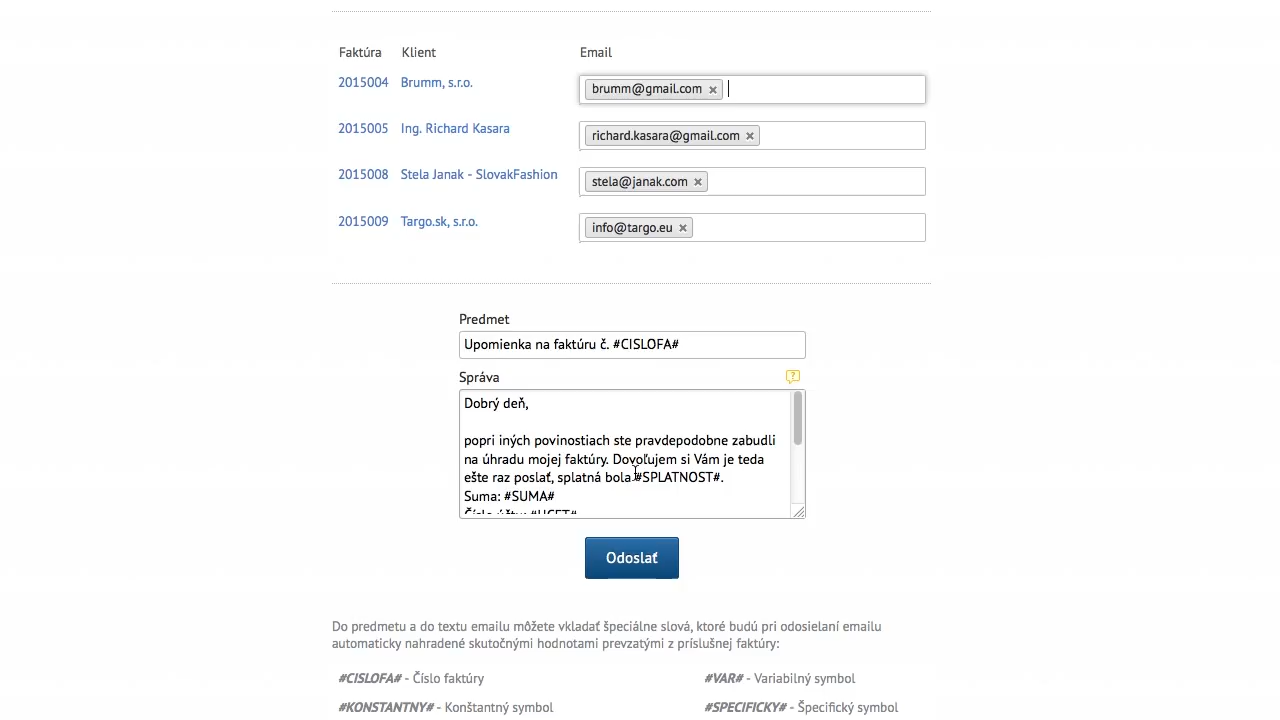 Faktúra Klient Email
2015004 Brumm, s.r.o. brumm@gmail.com ×
2015005 Ing. Richard Kasara richard.kasara@gmail.com ×
2015008 Stela Janak - SlovakFashion stela@janak.com ×
2015009 Targo.sk, s.r.o. info@targo.eu ×
Predmet
Upomienka na faktúru č. #CISLOFA#
Správa ?
Dobrý deň,
popri iných povinostiach ste pravdepodobne zabudli
na úhradu mojej faktúry. Dovoľujem si Vám je teda
ešte raz poslať, splatná bola #SPLATNOST#.
Suma: #SUMA#
Číslo účtu: #UCET#
Odoslať
Do predmetu a do textu emailu môžete vkladať špeciálne slová, ktoré budú pri odosielaní emailu
automaticky nahradené skutočnými hodnotami prevzatými z príslušnej faktúry:
#CISLOFA# - Číslo faktúry #VAR# - Variabilný symbol
#KONSTANTNY# - Konštantný symbol #SPECIFICKY# - Špecifický symbol